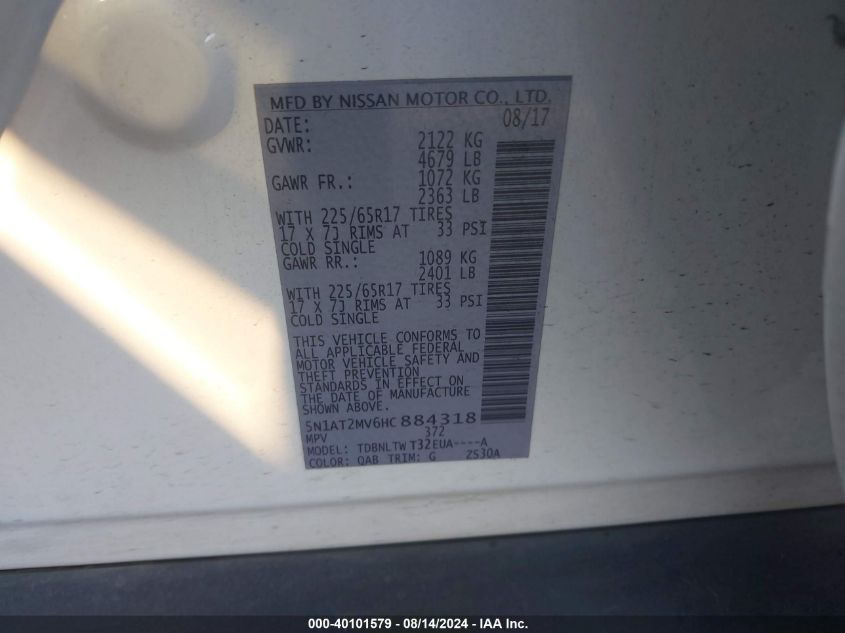 MFD BY NISSAN MOTOR CO., LTD.
DATE: 08/17
GVWR: 2122 KG
4679 LB
GAWR FR.: 1072 KG
2363 LB
WITH 225/65R17 TIRES
17 X 7J RIMS AT 33 PSI
COLD SINGLE
GAWR RR.: 1089 KG
2401 LB
WITH 225/65R17 TIRES
17 X 7J RIMS AT 33 PSI
COLD SINGLE
THIS VEHICLE CONFORMS TO
ALL APPLICABLE FEDERAL
MOTOR VEHICLE SAFETY AND
THEFT PREVENTION
STANDARDS IN EFFECT ON
THE DATE OF MANUFACTURE
SHOWN ABOVE
5N1AT2MV6HC884318
MPV 372
MODEL: TDBNLTWT32EUA----A
COLOR: QAB TRIM: G ZS30A
000-40101579 - 08/14/2024 - IAA, Inc.